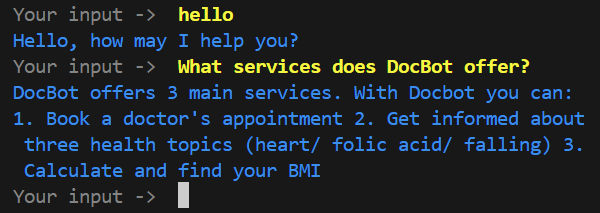 Your input -> hello
Hello, how may I help you?
Your input -> What services does DocBot offer?
DocBot offers 3 main services. With Docbot you can:
1. Book a doctor's appointment 2. Get informed about
three health topics (heart/ folic acid/ falling) 3.
Calculate and find your BMI
Your input ->